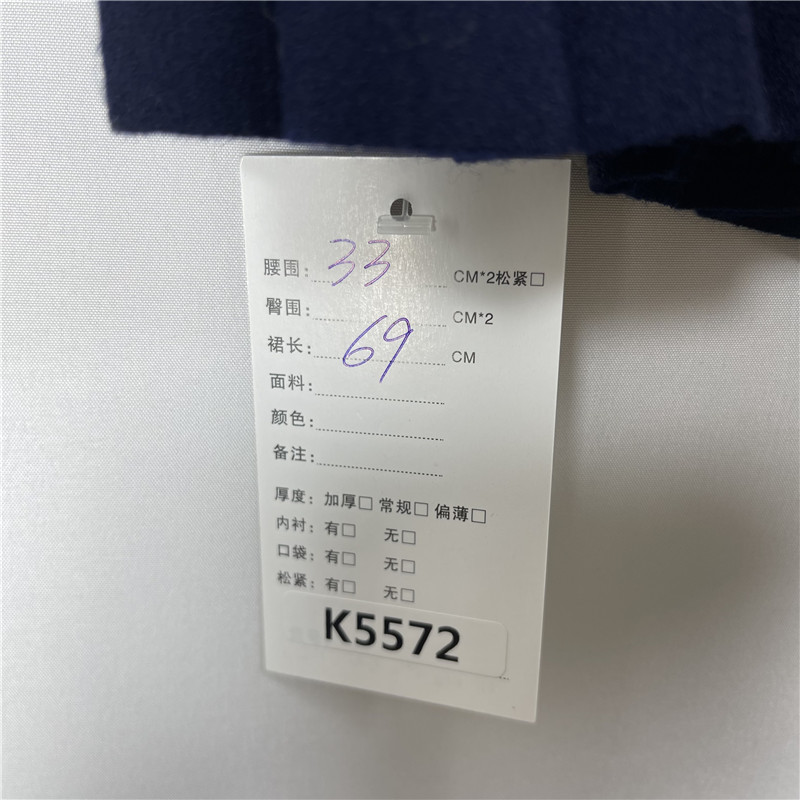 腰围: 33 CM*2松紧□
臀围: CM*2
裙长: 69 CM
面料:
颜色:
备注:
厚度: 加厚□ 常规□ 偏薄□
内衬: 有□ 无□
口袋: 有□ 无□
松紧: 有□ 无□
K5572